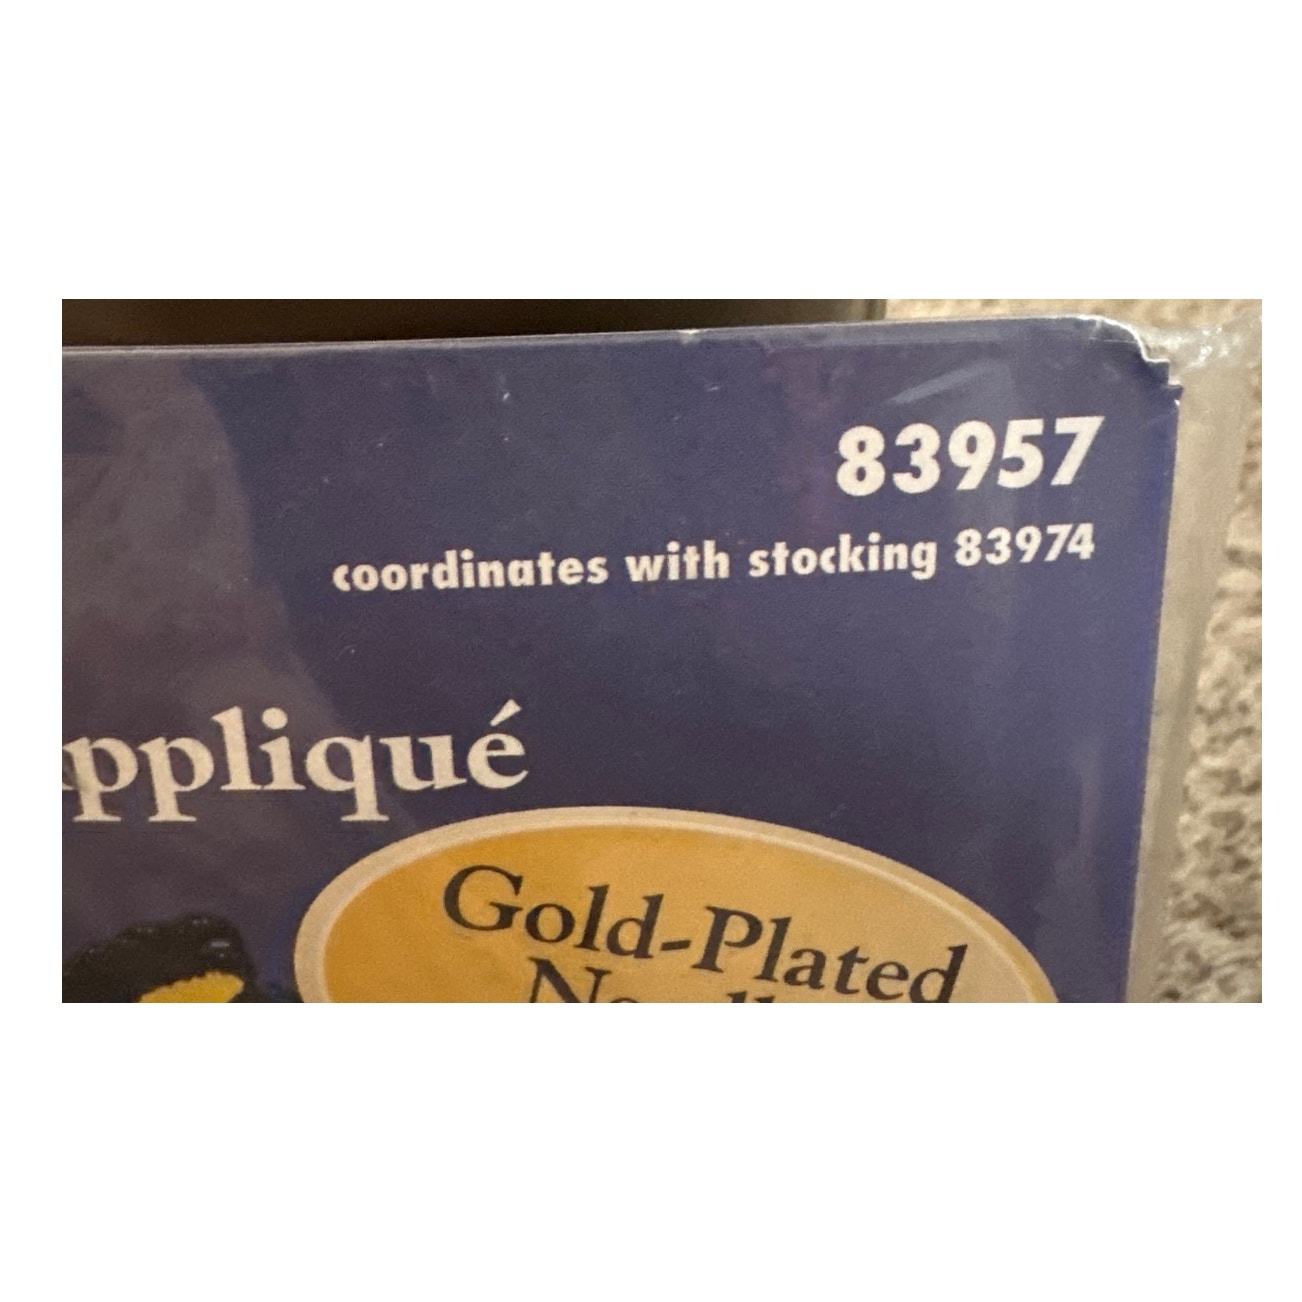 83957
coordinates with stocking 83974
ppliqué
Gold-Plated